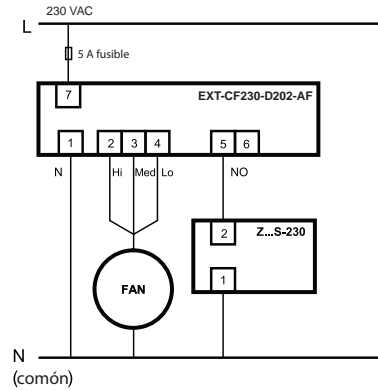 230 VAC
L
5 A fusible
7
EXT-CF230-D202-AF
1 2 3 4 5 6
N Hi Med Lo NO
2 Z...S-230
1
FAN
N
(comón)